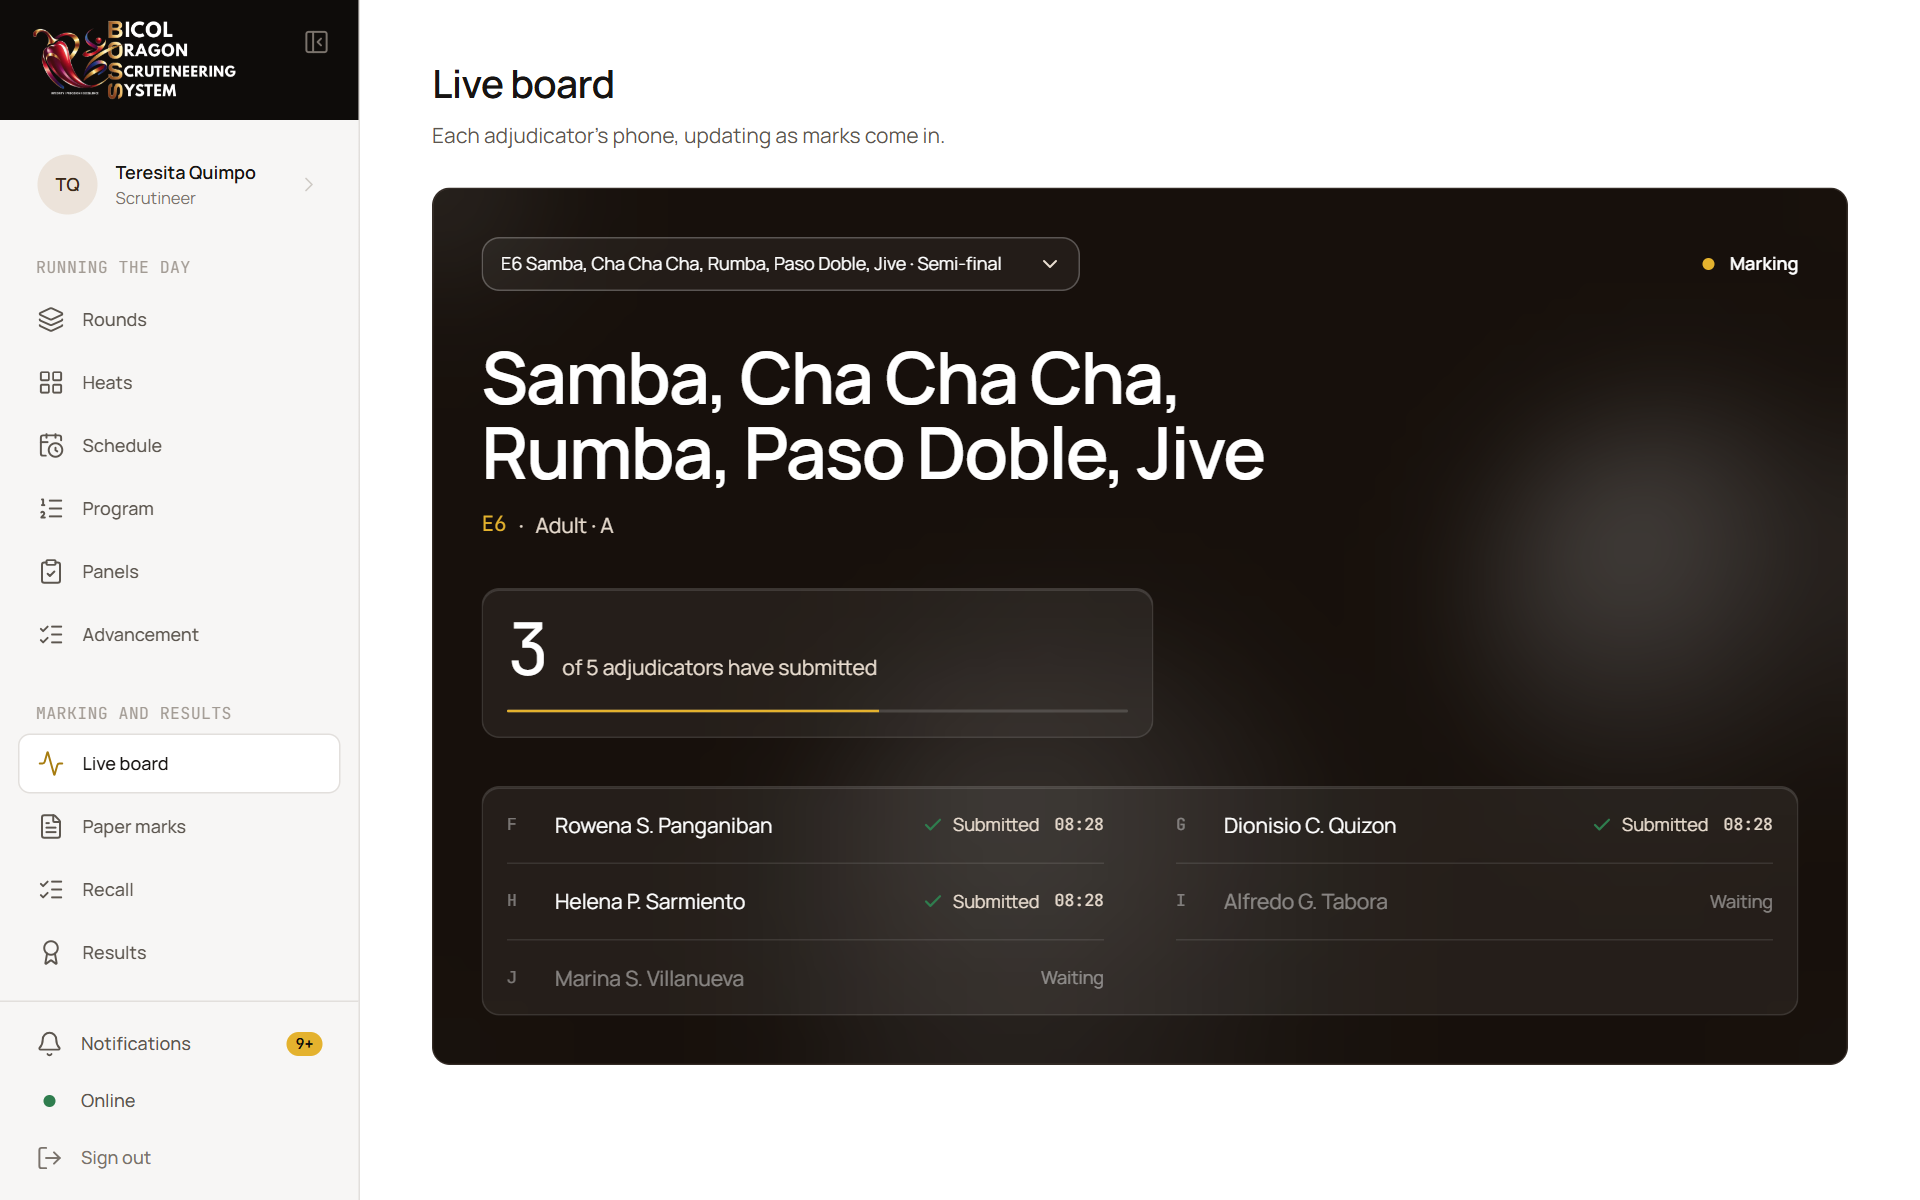 BICOL
DRAGON
SCRUTENEERING
SYSTEM
TQ
Teresita Quimpo
Scrutineer
RUNNING THE DAY
Rounds
Heats
Schedule
Program
Panels
Advancement
MARKING AND RESULTS
Live board
Paper marks
Recall
Results
Notifications
9+
Online
Sign out
Live board
Each adjudicator's phone, updating as marks come in.
E6 Samba, Cha Cha Cha, Rumba, Paso Doble, Jive · Semi-final
Marking
Samba, Cha Cha Cha,
Rumba, Paso Doble, Jive
E6 · Adult · A
3 of 5 adjudicators have submitted
F Rowena S. Panganiban Submitted 08:28
G Dionisio C. Quizon Submitted 08:28
H Helena P. Sarmiento Submitted 08:28
I Alfredo G. Tabora Waiting
J Marina S. Villanueva Waiting